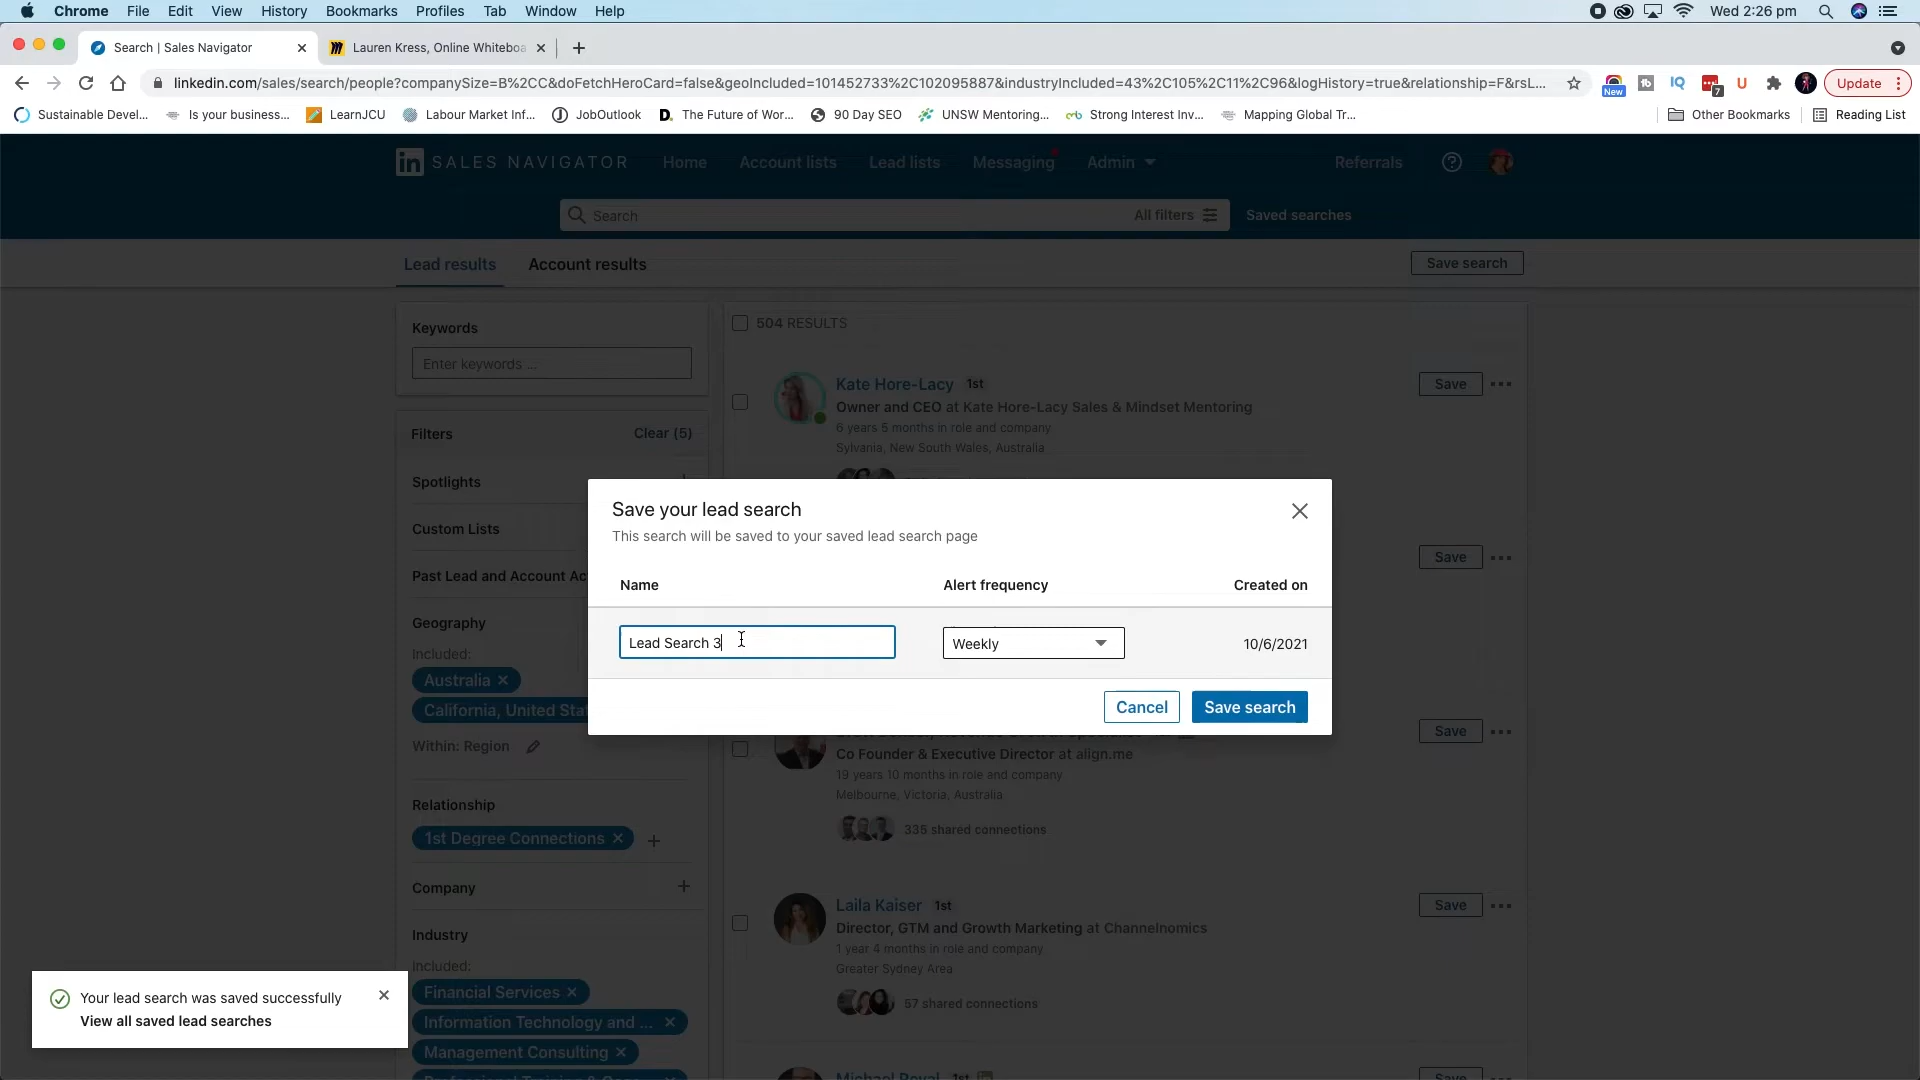 Chrome File Edit View History Bookmarks Profiles Tab Window Help
Wed 2:26 pm
Search | Sales Navigator
Lauren Kress, Online Whiteboa
linkedin.com/sales/search/people?companySize=B%2CC&doFetchHeroCard=false&geoIncluded=101452733%2C102095887&industryIncluded=43%2C105%2C11%2C96&logHistory=true&relationship=F&rsL...
New
IQ
7
U
Update
Sustainable Devel...
Is your business...
LearnJCU
Labour Market Inf...
JobOutlook
The Future of Wor...
90 Day SEO
UNSW Mentoring...
Strong Interest Inv...
Mapping Global Tr...
Other Bookmarks
Reading List
in SALES NAVIGATOR
Home
Account lists
Lead lists
Messaging
Admin
Referrals
Search
All filters
Saved searches
Lead results
Account results
Save search
Keywords
Enter keywords ...
504 RESULTS
Kate Hore-Lacy 1st
Save
Owner and CEO at Kate Hore-Lacy Sales & Mindset Mentoring
6 years 5 months in role and company
Sylvania, New South Wales, Australia
Filters
Clear (5)
Spotlights
Custom Lists
Past Lead and Account Ac
Geography
Included:
Australia
California, United Sta
Within: Region
Relationship
1st Degree Connections
Company
Industry
Included:
Financial Services
Information Technology and ...
Management Consulting
Save your lead search
This search will be saved to your saved lead search page
Name
Alert frequency
Created on
Lead Search 3
Weekly
10/6/2021
Cancel
Save search
Save
Save
Co Founder & Executive Director at align.me
19 years 10 months in role and company
Melbourne, Victoria, Australia
335 shared connections
Laila Kaiser 1st
Save
Director, GTM and Growth Marketing at Channelnomics
1 year 4 months in role and company
Greater Sydney Area
57 shared connections
1st
Save
Your lead search was saved successfully
View all saved lead searches